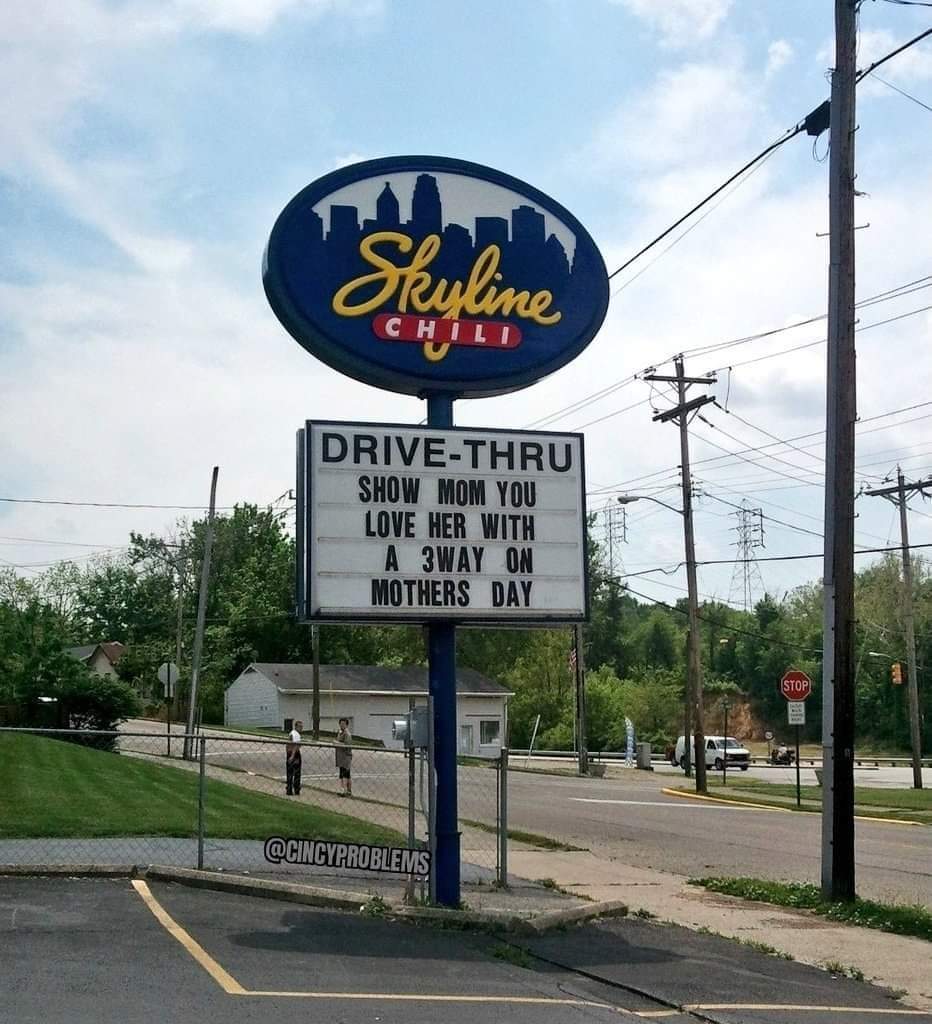 Skyline
CHILI
DRIVE-THRU
SHOW MOM YOU
LOVE HER WITH
A 3WAY ON
MOTHERS DAY
STOP
@CINCYPROBLEMS